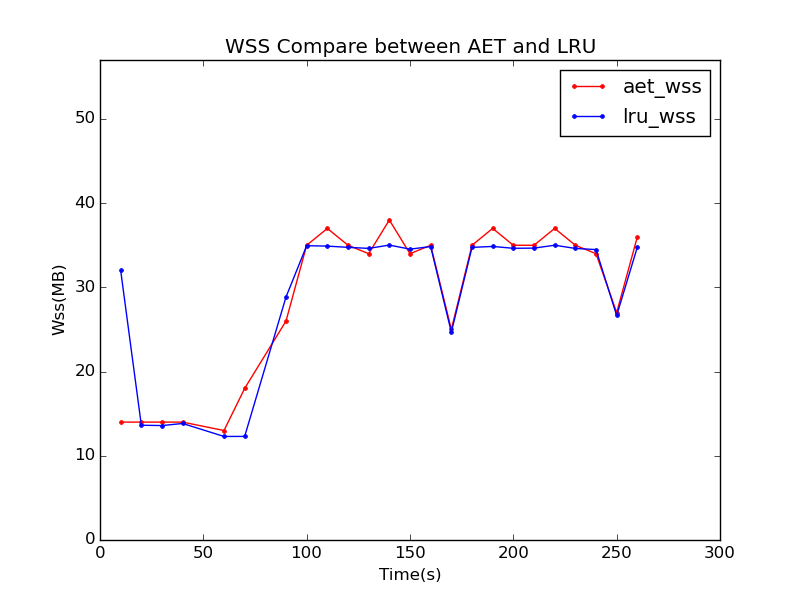 WSS Compare between AET and LRU
aet_wss
lru_wss
Wss(MB)
50
40
30
20
10
0
0 50 100 150 200 250 300
Time(s)